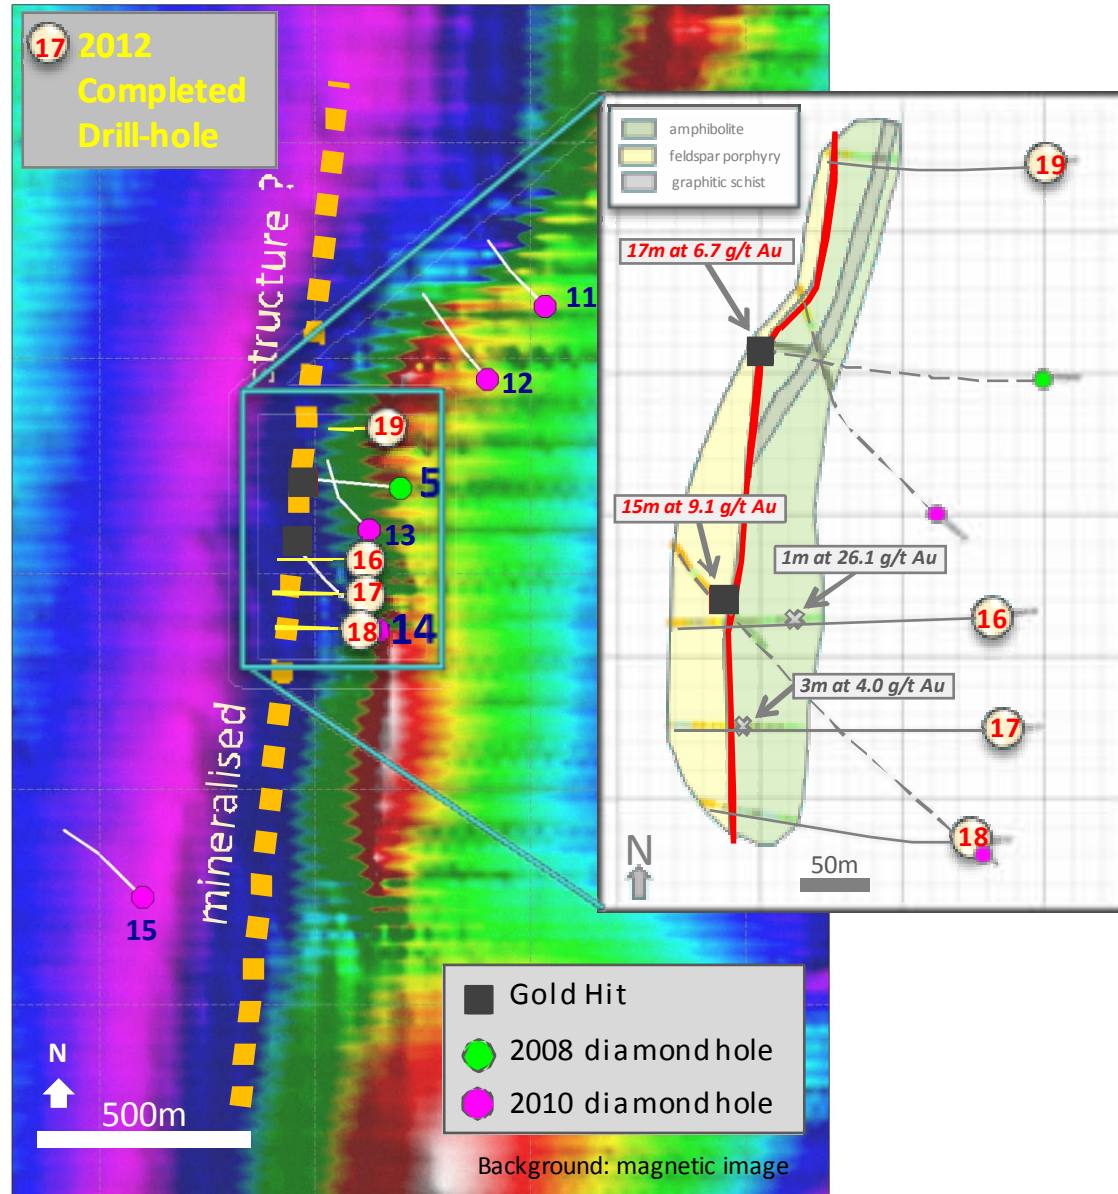 17
2012
Completed
Drill-hole
structure ?
mineralised
11
12
19
5
13
16
17
18
14
15
N
500m
amphibolite
feldspar porphyry
graphitic schist
19
17m at 6.7 g/t Au
15m at 9.1 g/t Au
1m at 26.1 g/t Au
16
3m at 4.0 g/t Au
17
18
N
50m
Gold Hit
2008 diamond hole
2010 diamond hole
Background: magnetic image